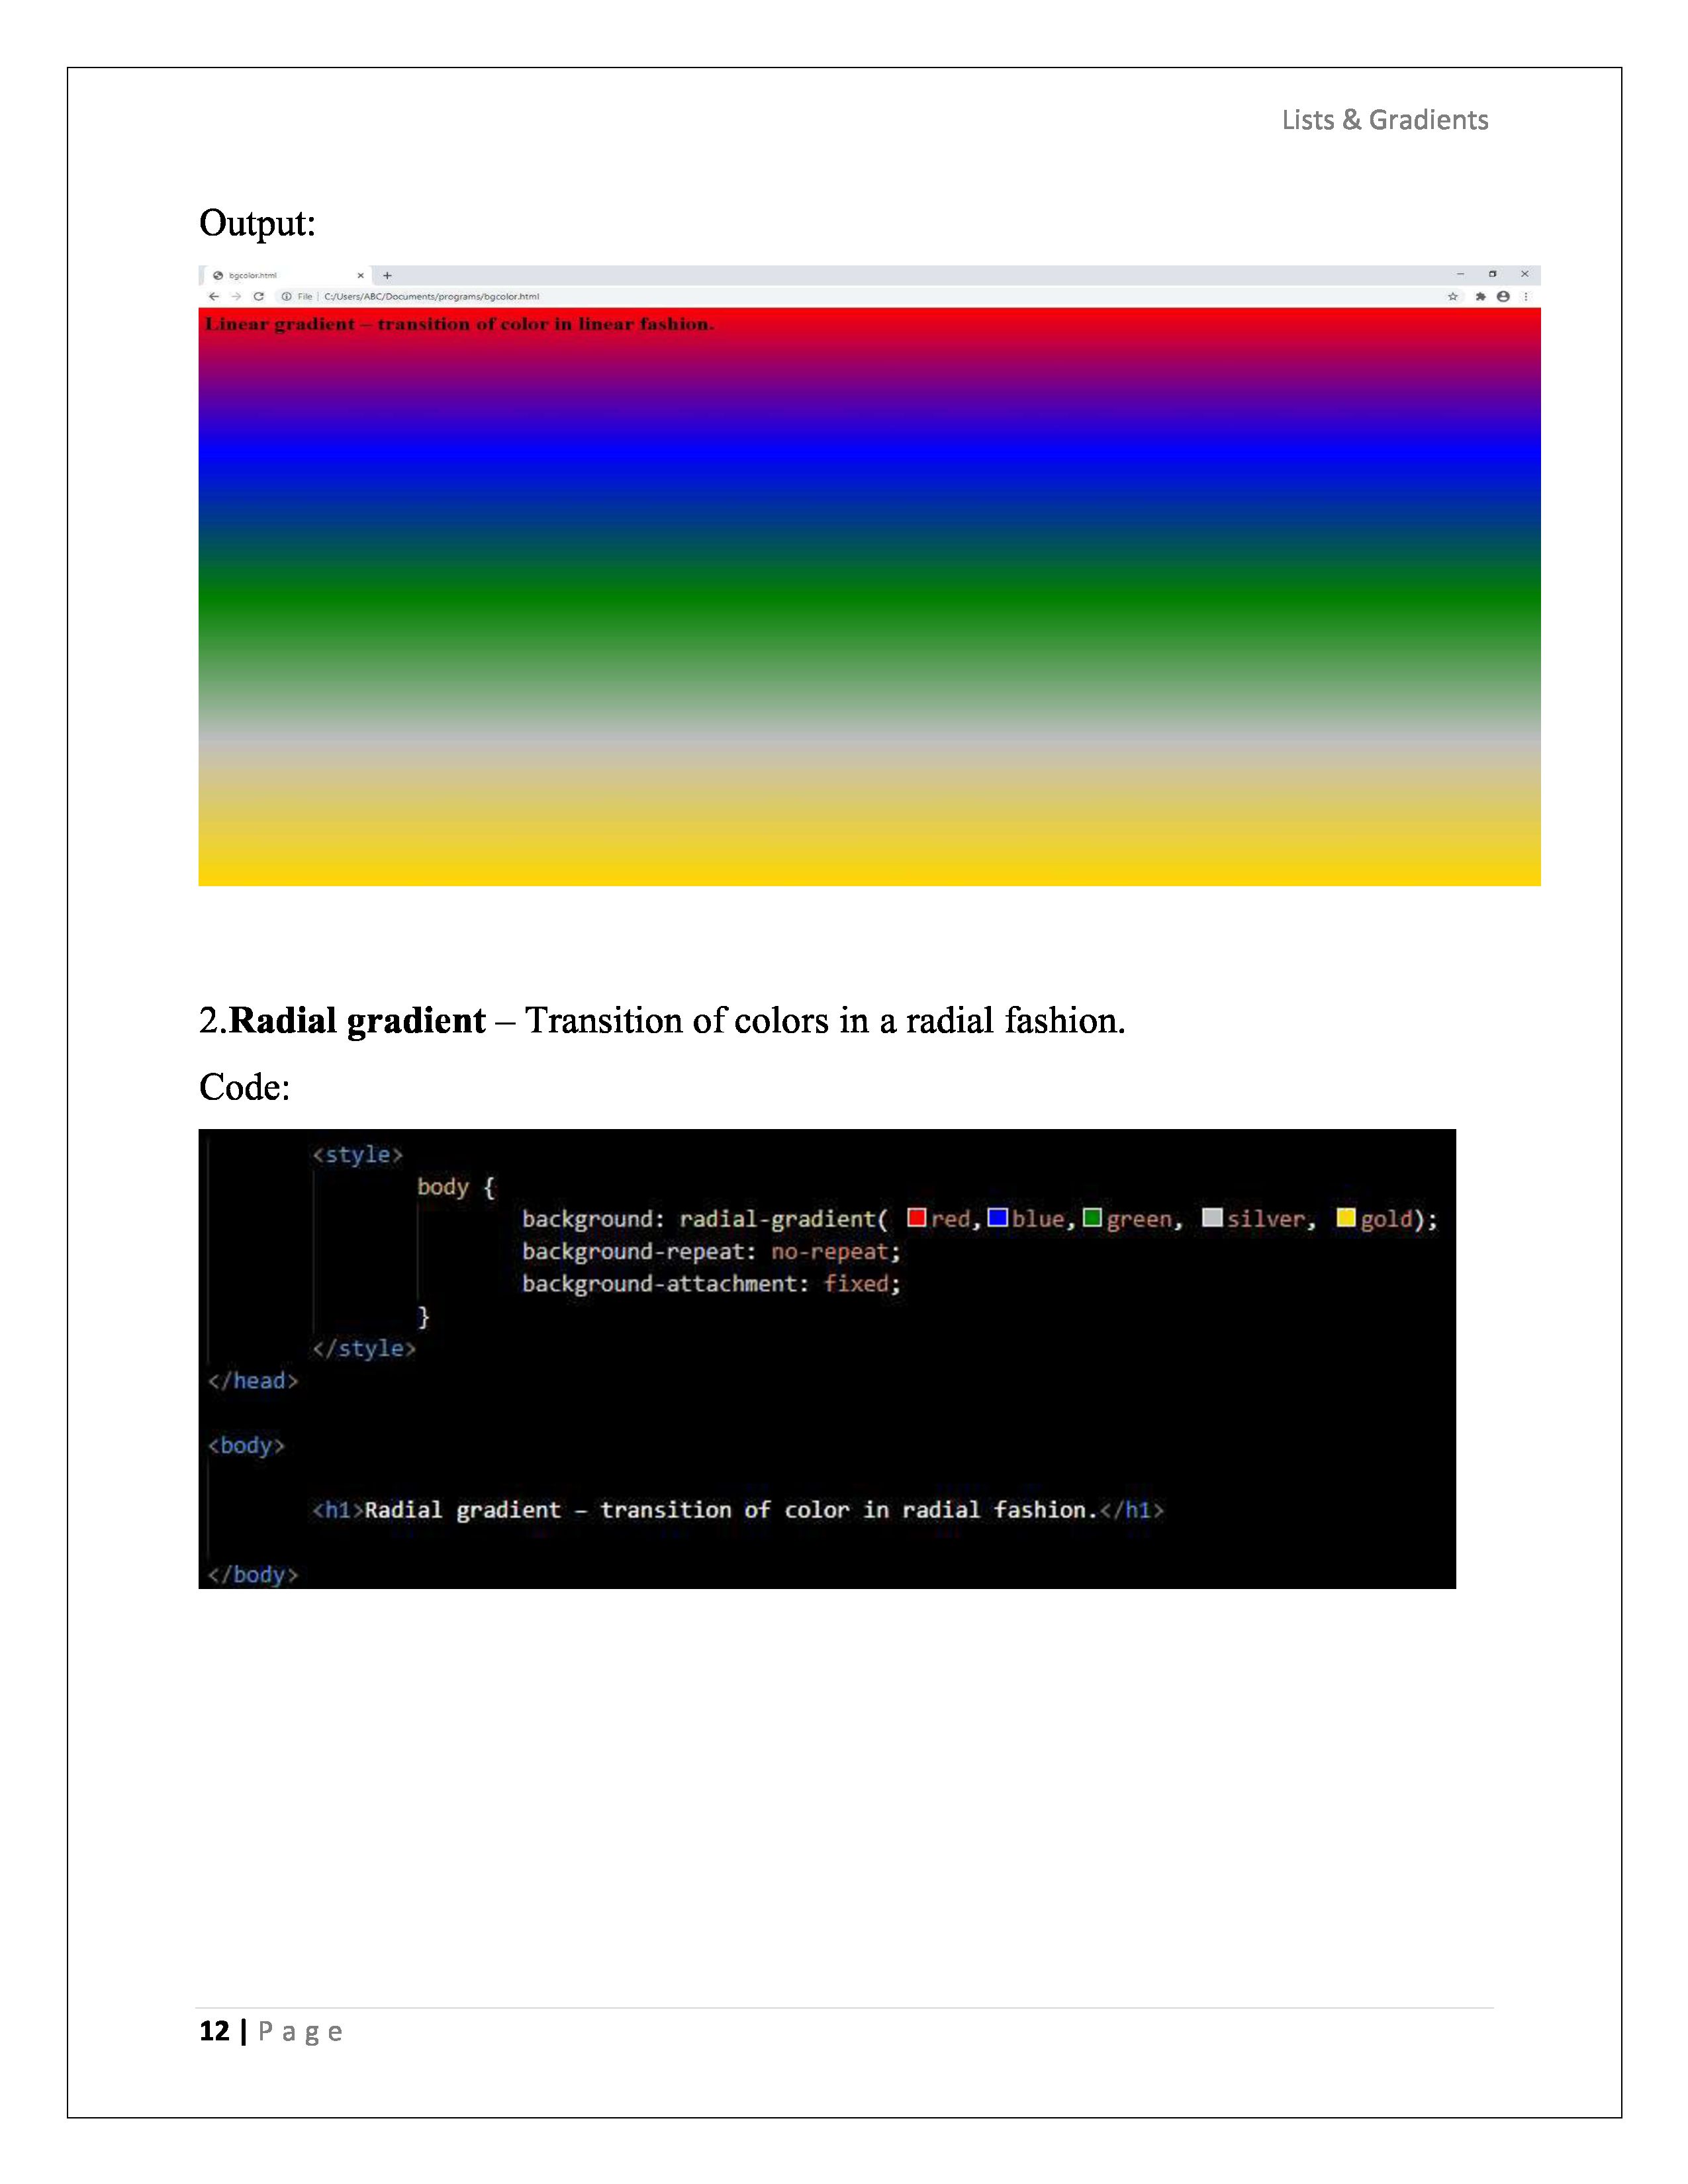 Lists & Gradients
Output:
bgcolor.html
File | C:/Users/ABC/Documents/programs/bgcolor.html
Linear gradient – transition of color in linear fashion.
2.Radial gradient – Transition of colors in a radial fashion.
Code:
<style>
body {
background: radial-gradient( red,blue,green, silver, gold);
background-repeat: no-repeat;
background-attachment: fixed;
}
</style>
</head>
<body>
<h1>Radial gradient – transition of color in radial fashion.</h1>
</body>
12 | Page